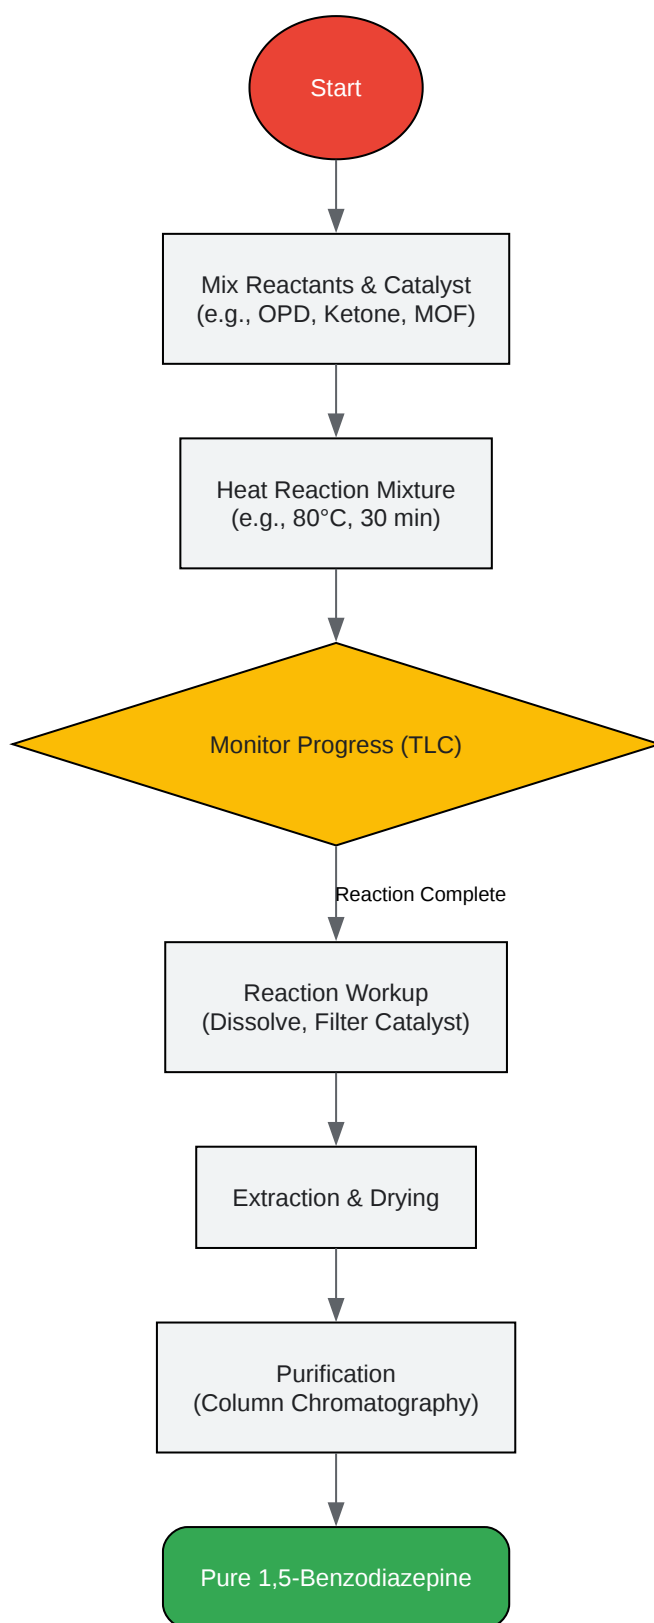 Start
Mix Reactants & Catalyst
(e.g., OPD, Ketone, MOF)
Heat Reaction Mixture
(e.g., 80°C, 30 min)
Monitor Progress (TLC)
Reaction Complete
Reaction Workup
(Dissolve, Filter Catalyst)
Extraction & Drying
Purification
(Column Chromatography)
Pure 1,5-Benzodiazepine